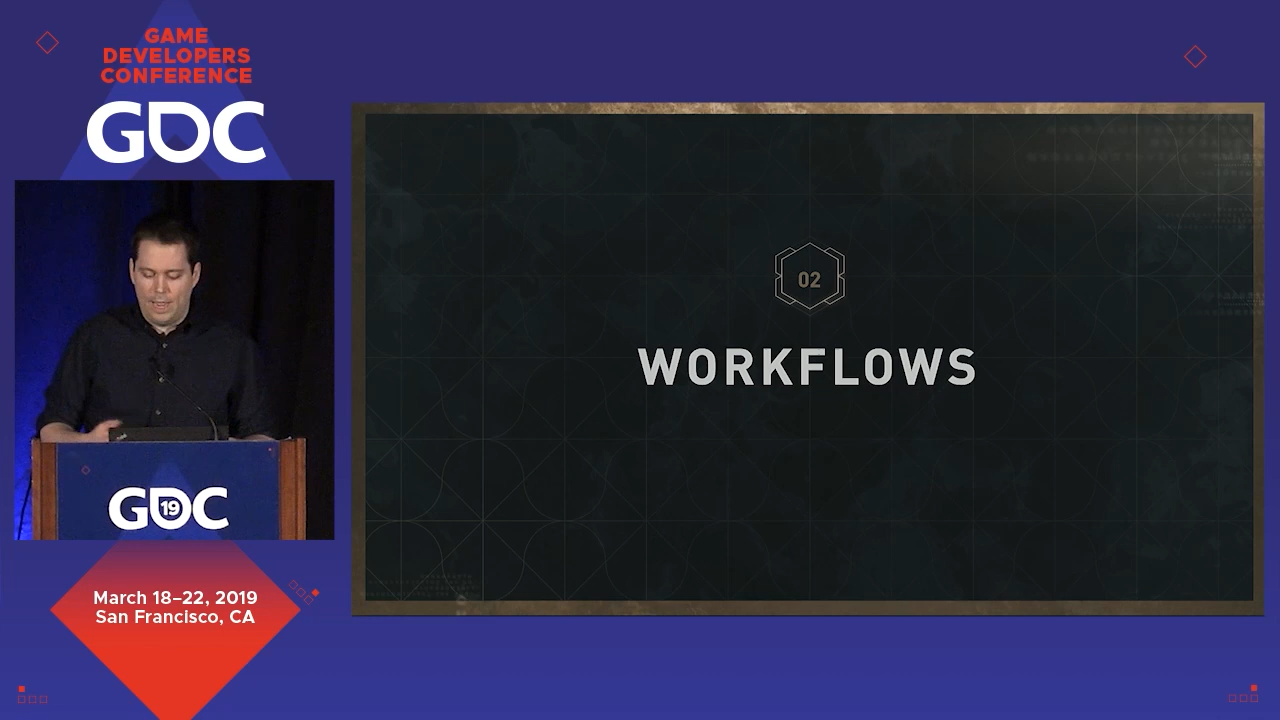 GAME
DEVELOPERS
CONFERENCE
GDC
02
WORKFLOWS
GDC
19
March 18–22, 2019
San Francisco, CA